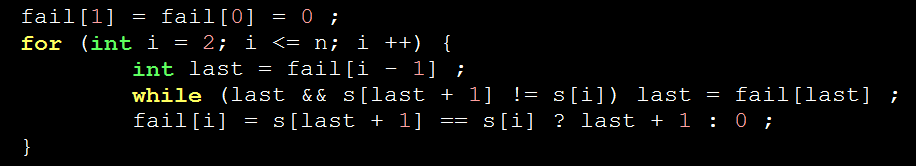 fail[1] = fail[0] = 0 ;
for (int i = 2; i <= n; i ++) {
        int last = fail[i - 1] ;
        while (last && s[last + 1] != s[i]) last = fail[last] ;
        fail[i] = s[last + 1] == s[i] ? last + 1 : 0 ;
}